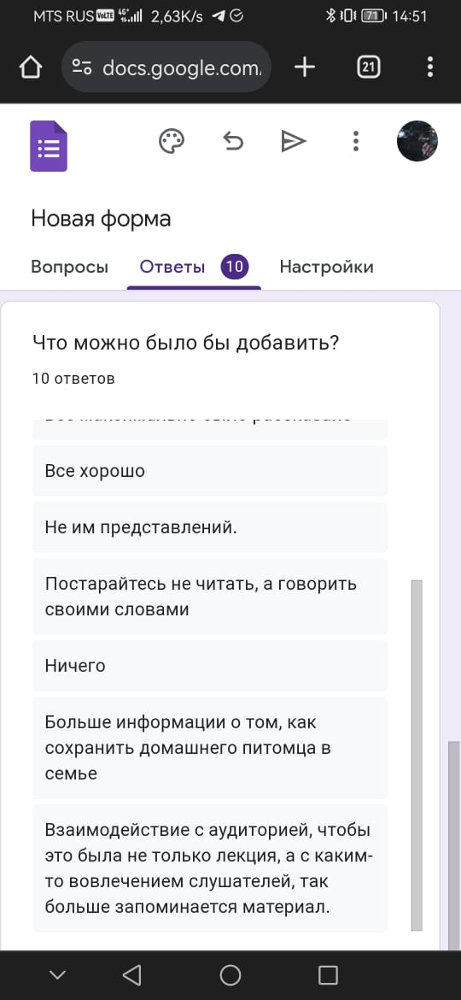 MTS RUS VoLTE 4G+ 2,63K/s 71 14:51
docs.google.com
21
Новая форма
Вопросы Ответы 10 Настройки
Что можно было бы добавить?
10 ответов
Все хорошо
Не им представлений.
Постарайтесь не читать, а говорить
своими словами
Ничего
Больше информации о том, как
сохранить домашнего питомца в
семье
Взаимодействие с аудиторией, чтобы
это была не только лекция, а с каким-
то вовлечением слушателей, так
больше запоминается материал.